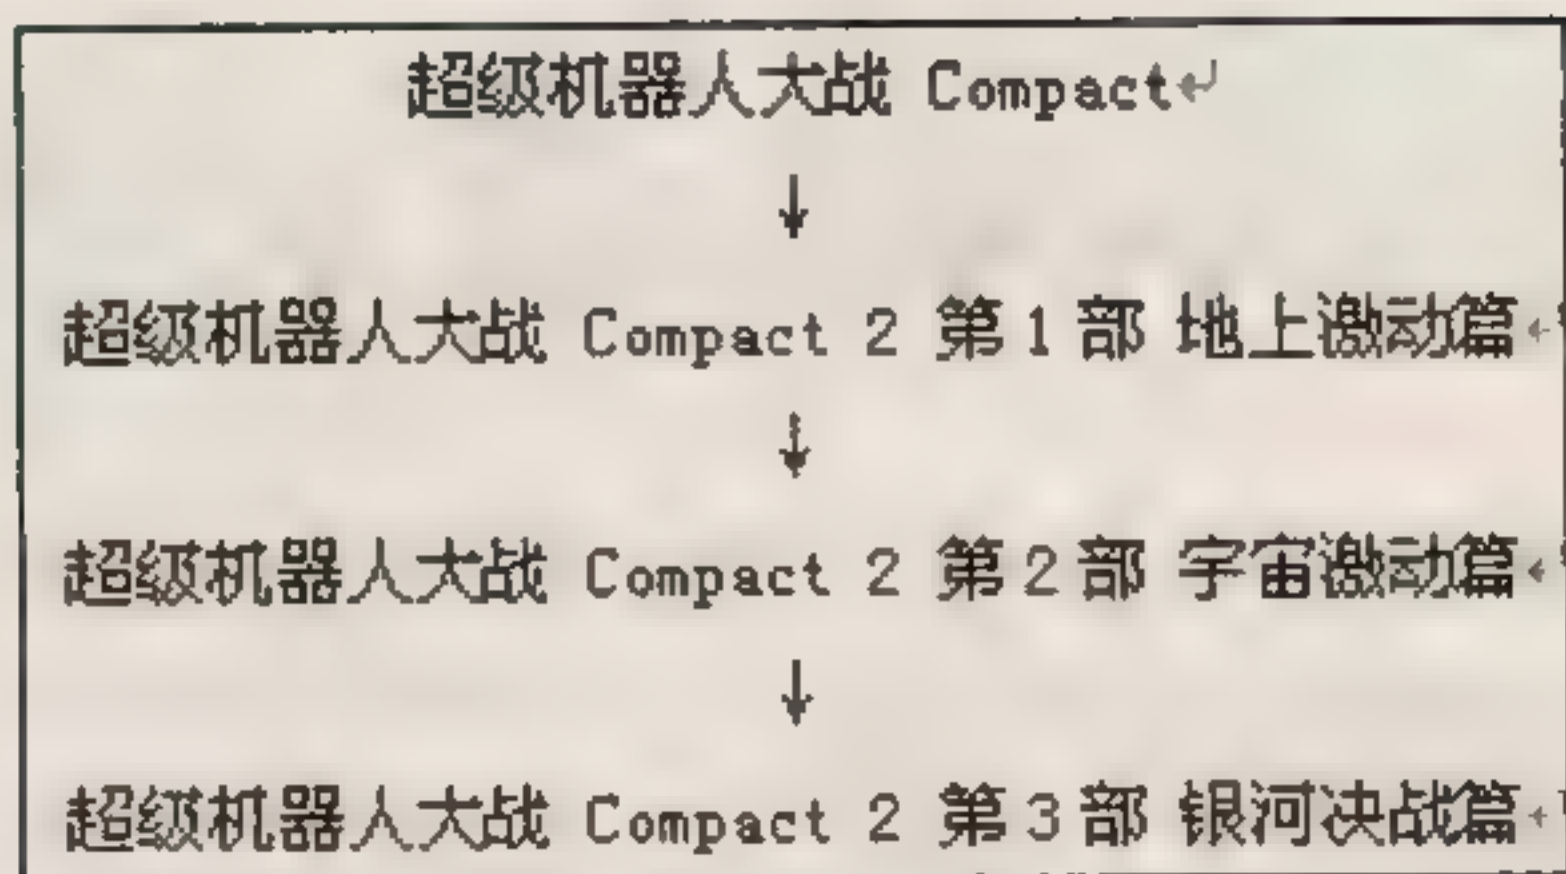 超级机器人大战 Compact↵
↓
超级机器人大战 Compact 2 第1部 地上激动篇
↓
超级机器人大战 Compact 2 第2部 宇宙激动篇
↓
超级机器人大战 Compact 2 第3部 银河决战篇